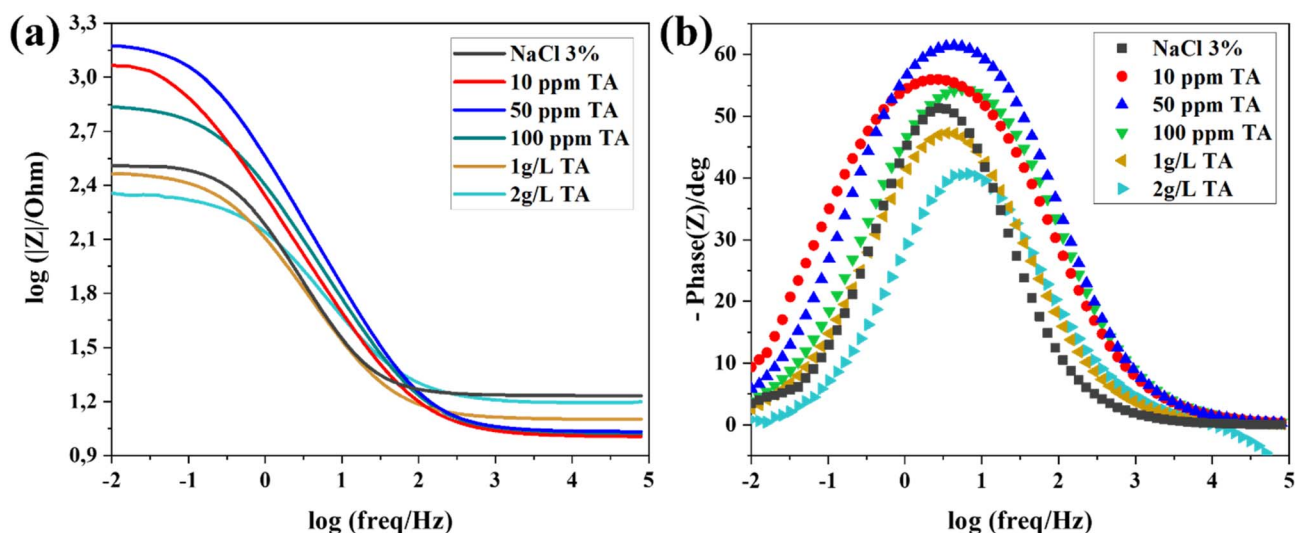 (a)
log (|Z|/Ohm)
3,3
3,0
2,7
2,4
2,1
1,8
1,5
1,2
0,9
NaCl 3%
10 ppm TA
50 ppm TA
100 ppm TA
1g/L TA
2g/L TA
-2 -1 0 1 2 3 4 5
log (freq/Hz)
(b)
- Phase(Z)/deg
60
50
40
30
20
10
0
NaCl 3%
10 ppm TA
50 ppm TA
100 ppm TA
1g/L TA
2g/L TA
-2 -1 0 1 2 3 4 5
log (freq/Hz)